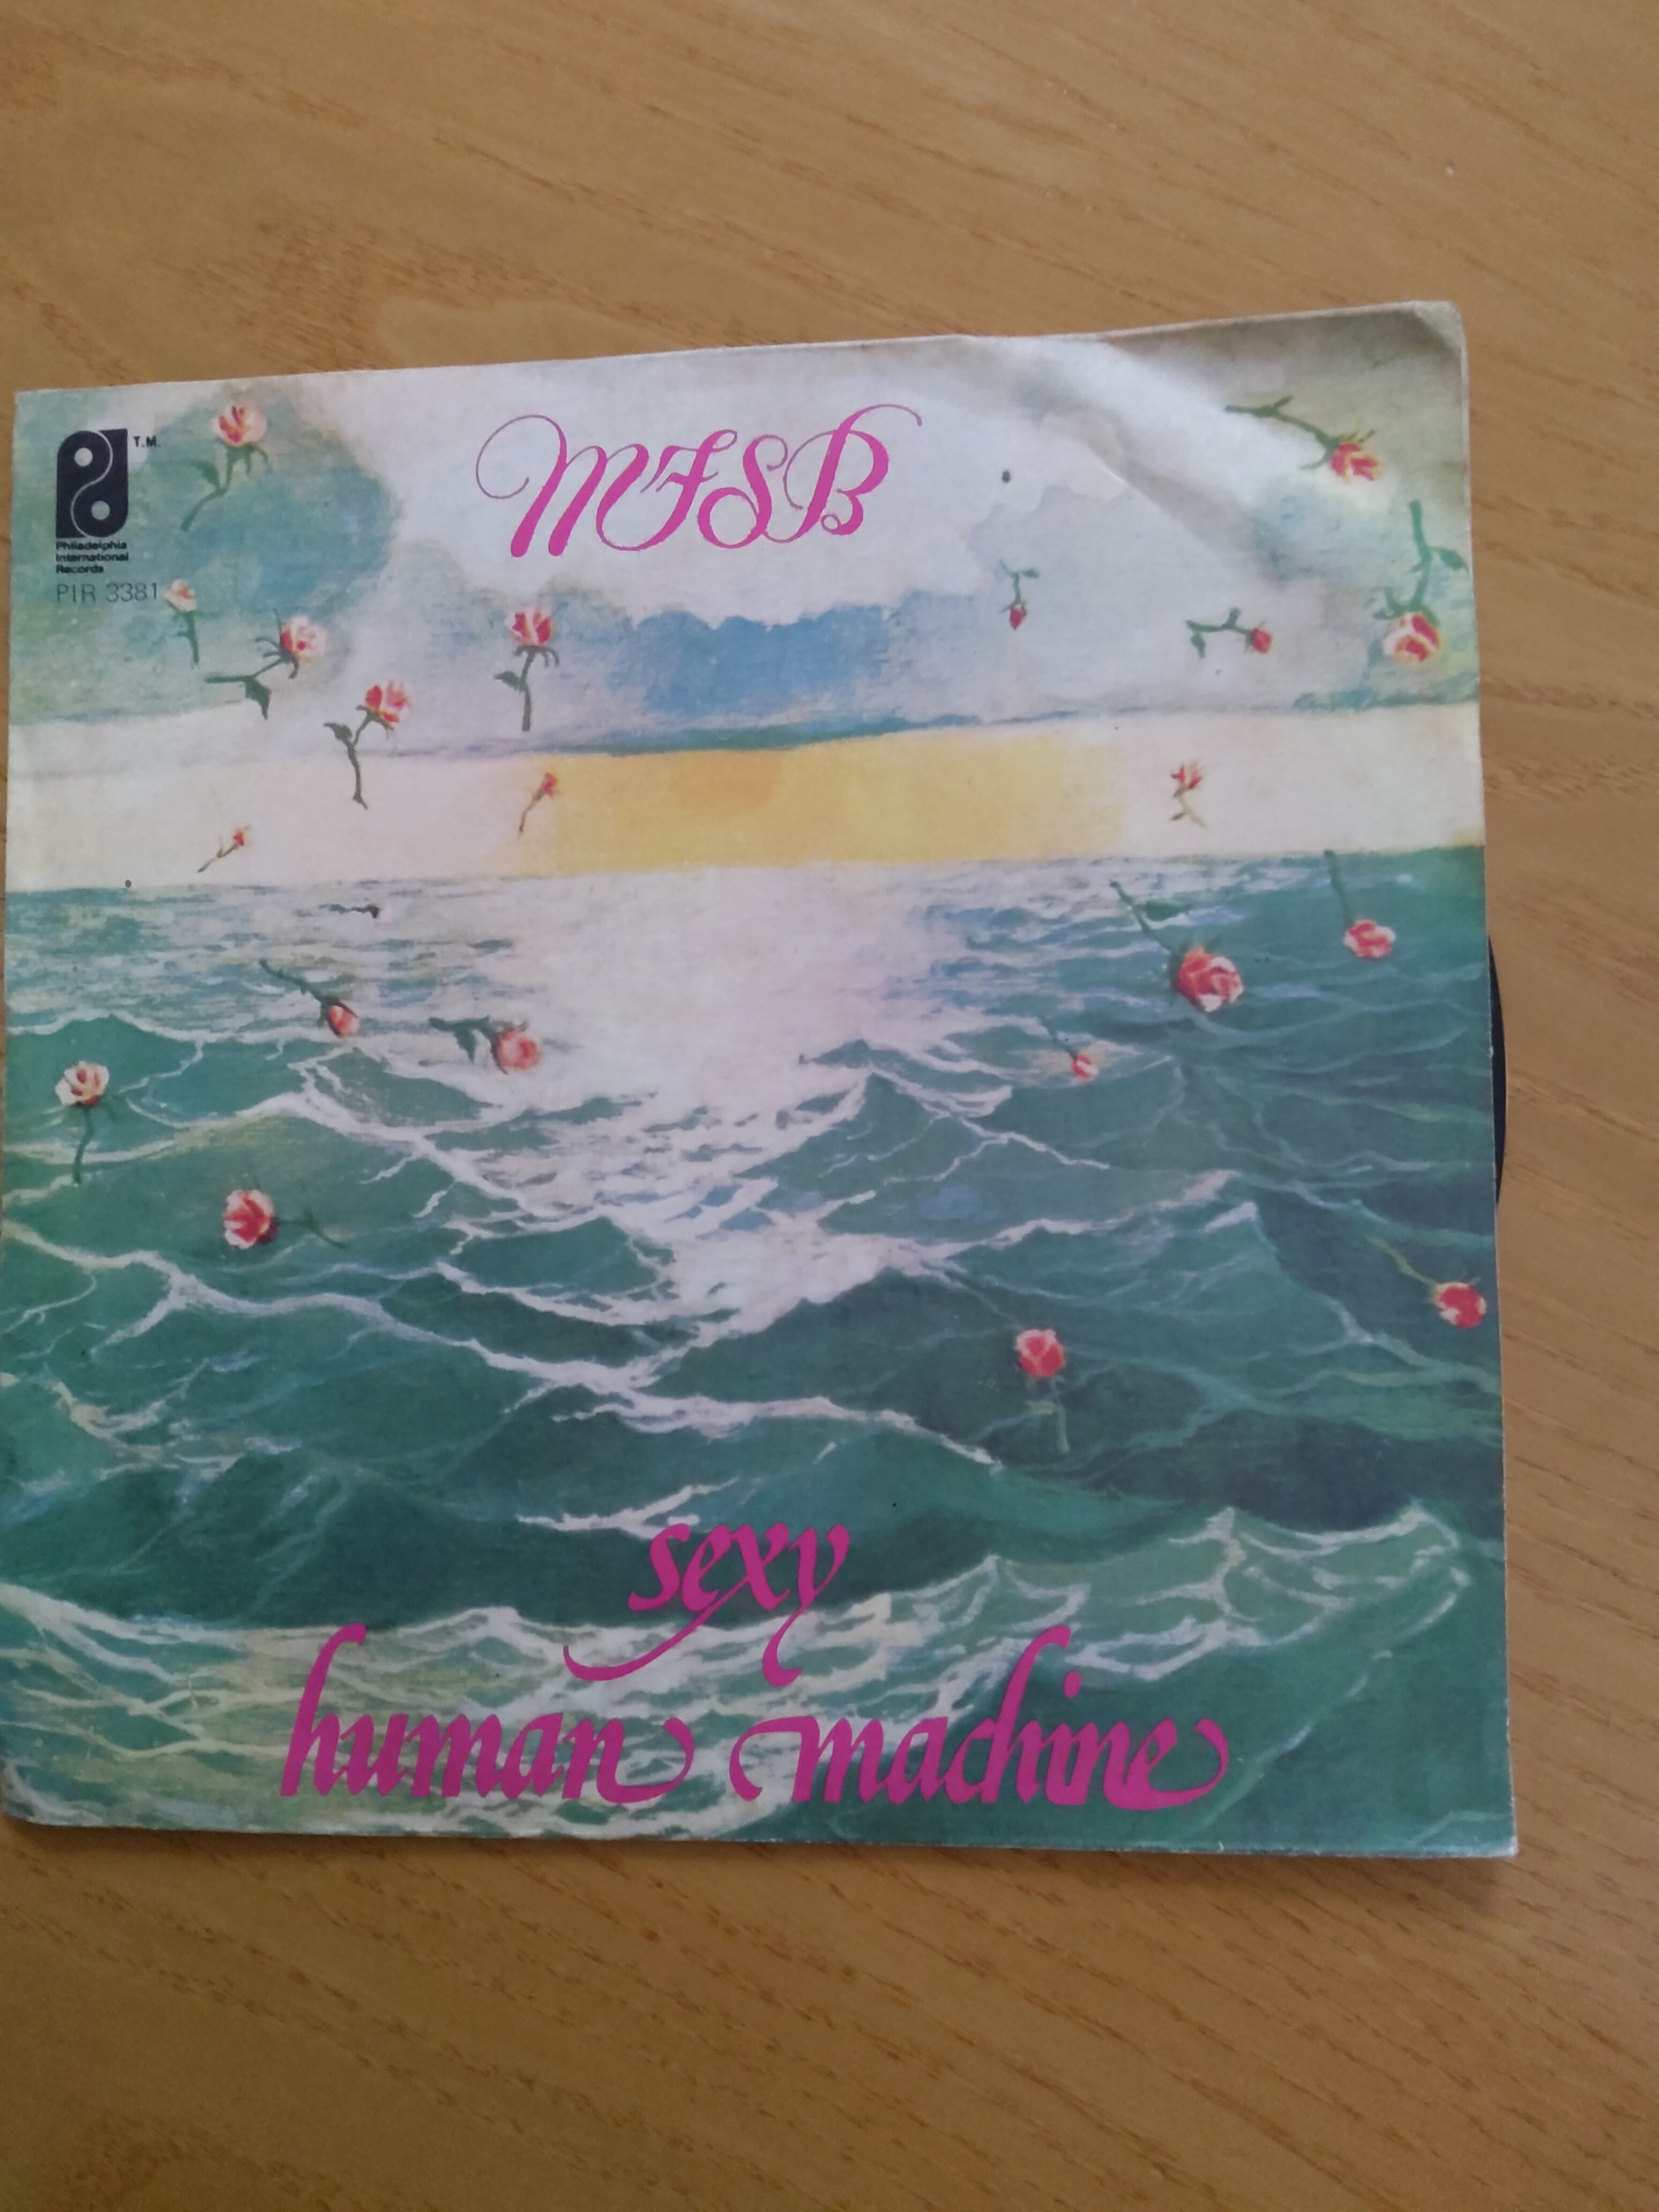 T.M.
Philadelphia
International
Records
PIR 3381
MFSB
sexy
human machine